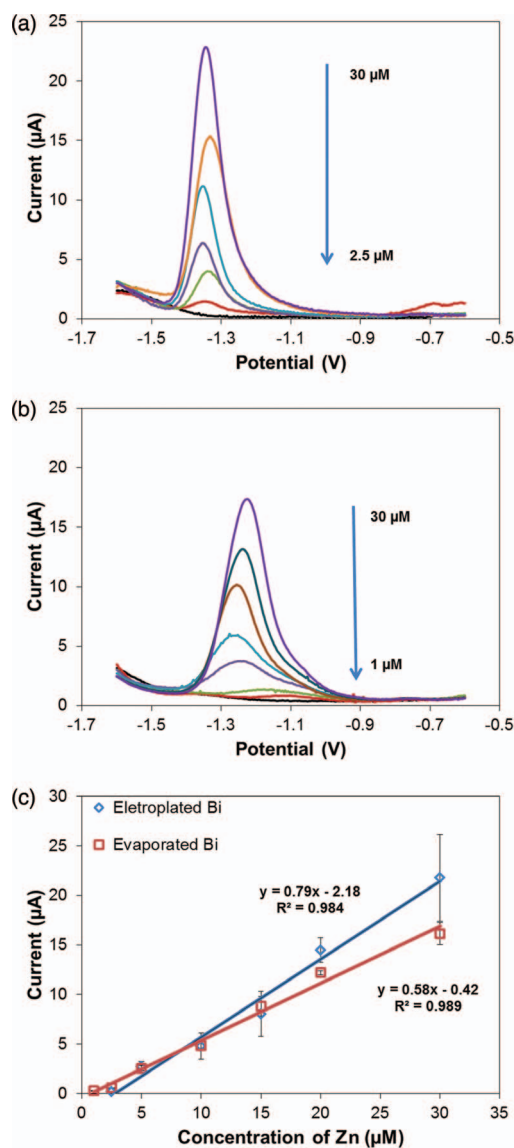 (a)
25
20
15
10
5
0
Current (µA)
30 µM
2.5 µM
-1.7 -1.5 -1.3 -1.1 -0.9 -0.7 -0.5
Potential (V)
(b)
25
20
15
10
5
0
Current (µA)
30 µM
1 µM
-1.7 -1.5 -1.3 -1.1 -0.9 -0.7 -0.5
Potential (V)
(c)
30
25
20
15
10
5
0
Current (µA)
Eletroplated Bi
Evaporated Bi
y = 0.79x - 2.18
R² = 0.984
y = 0.58x - 0.42
R² = 0.989
0 5 10 15 20 25 30 35
Concentration of Zn (µM)